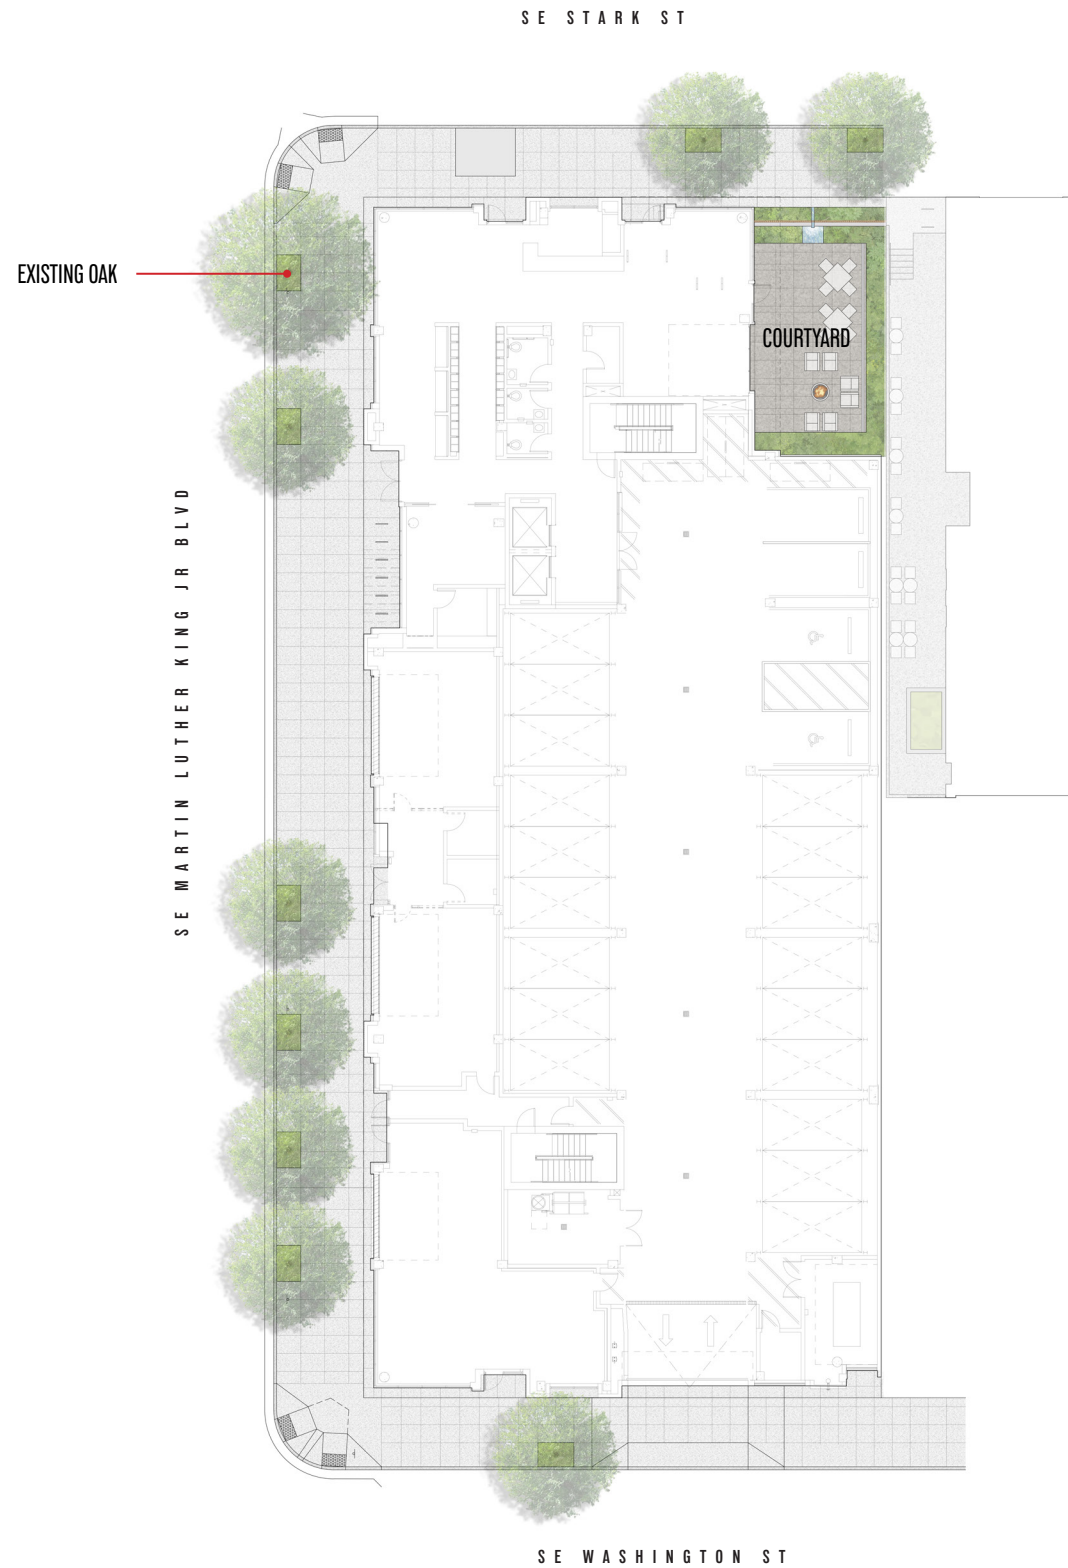 SE STARK ST
EXISTING OAK
COURTYARD
SE MARTIN LUTHER KING JR BLVD
SE WASHINGTON ST